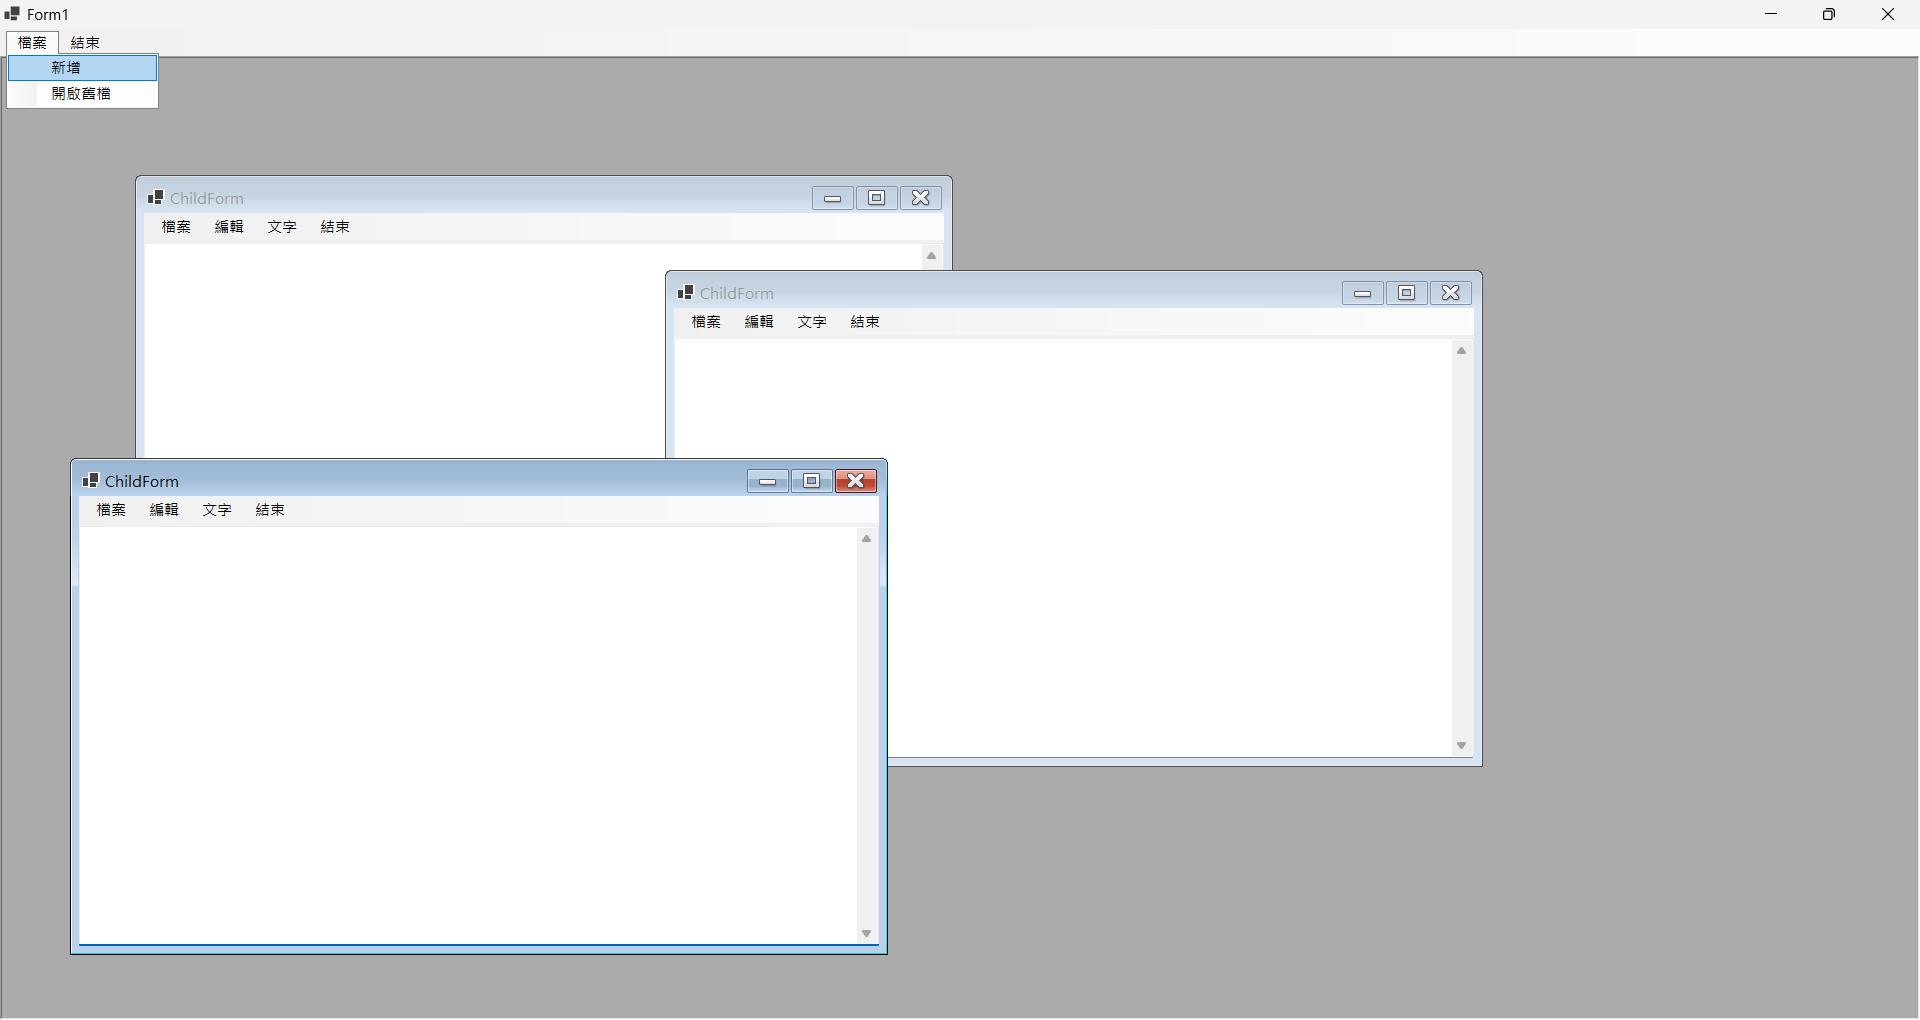 Form1
檔案 結束
新增
開啟舊檔
ChildForm
檔案 編輯 文字 結束
ChildForm
檔案 編輯 文字 結束
ChildForm
檔案 編輯 文字 結束